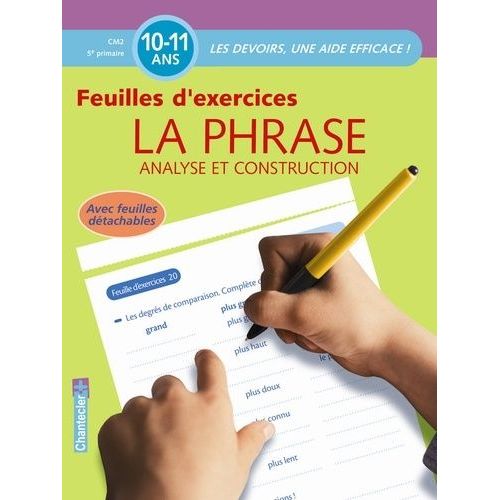 CM2
5e primaire
10-11
ANS
LES DEVOIRS, UNE AIDE EFFICACE !
Feuilles d'exercices
LA PHRASE
ANALYSE ET CONSTRUCTION
Avec feuilles
détachables
Feuille d'exercices 20
Les degrés de comparaison. Complète
grand
plus
plus
plus haut
plus doux
connu
plus lent
Chantecler